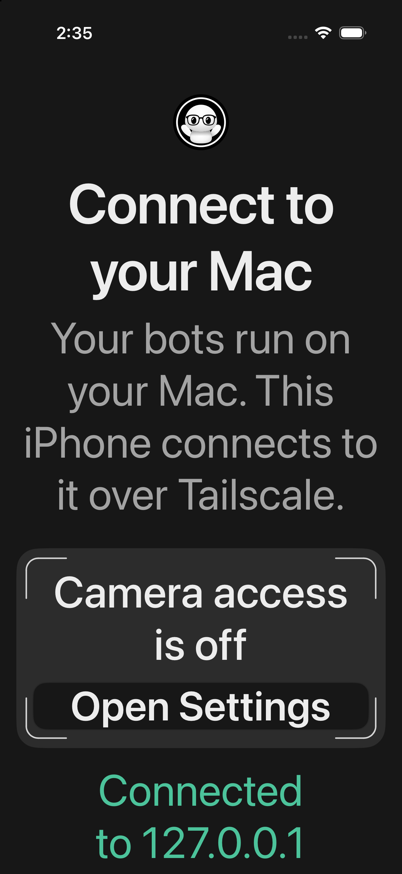 2:35
Connect to
your Mac
Your bots run on
your Mac. This
iPhone connects to
it over Tailscale.
Camera access
is off
Open Settings
Connected
to 127.0.0.1